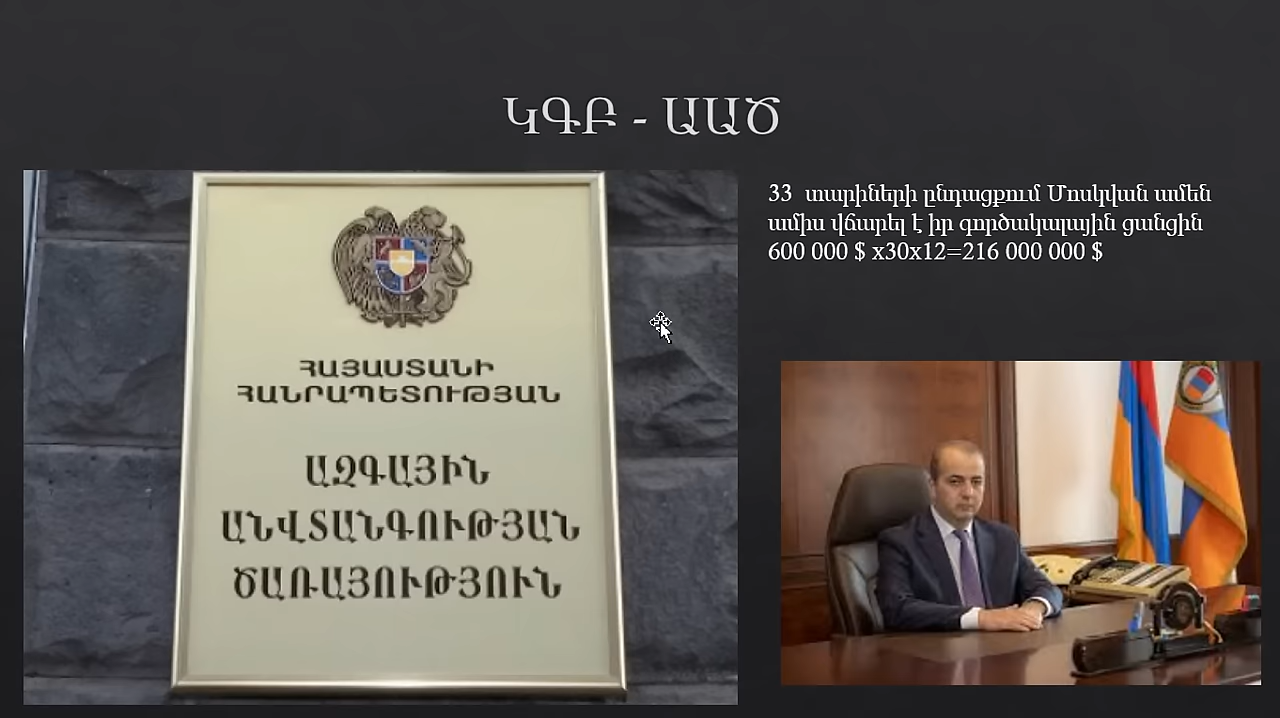 ԿԳԲ - ԱԱԾ
33 տարիների ընդացքում Մոսկվան ամեն
ամիս վճարել է իր գործակալային ցանցին
600 000 $ x30x12=216 000 000 $
ՀԱՅԱՍՏԱՆԻ
ՀԱՆՐԱՊԵՏՈՒԹՅԱՆ
ԱԶԳԱՅԻՆ
ԱՆՎՏԱՆԳՈՒԹՅԱՆ
ԾԱՌԱՅՈՒԹՅՈՒՆ